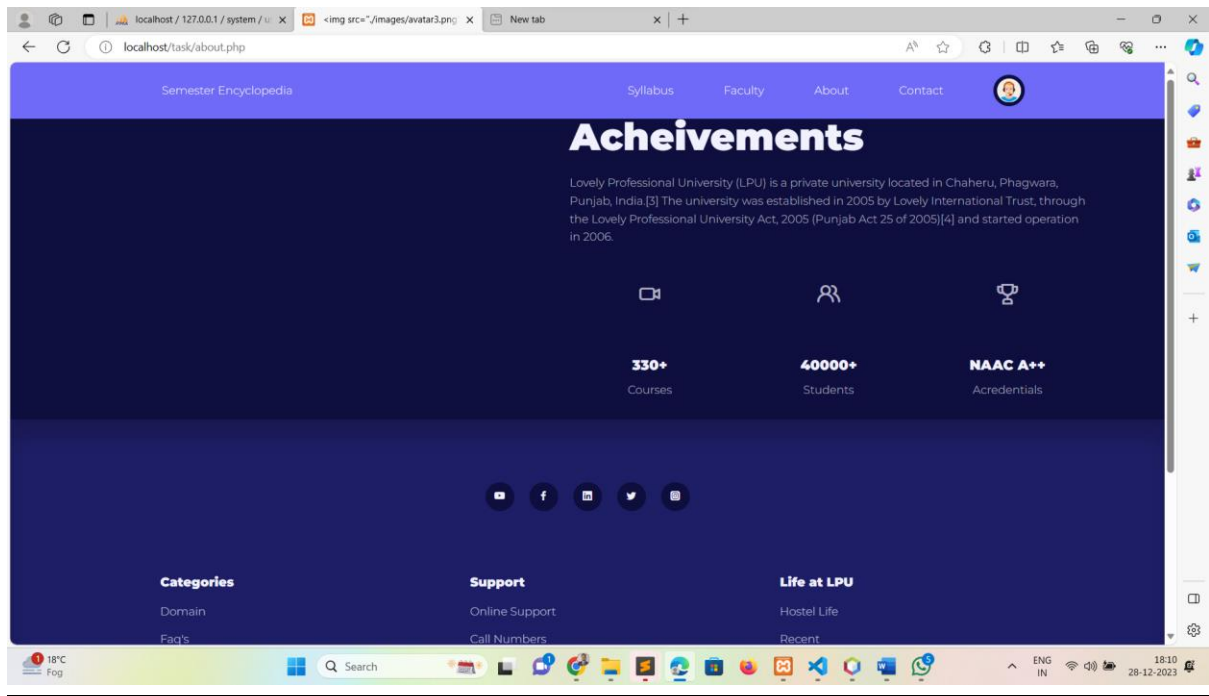 localhost / 127.0.0.1 / system / u
<img src="./images/avatar3.png
New tab
localhost/task/about.php
Semester Encyclopedia
Syllabus
Faculty
About
Contact
Acheivements
Lovely Professional University (LPU) is a private university located in Chaheru, Phagwara,
Punjab, India.[3] The university was established in 2005 by Lovely International Trust, through
the Lovely Professional University Act, 2005 (Punjab Act 25 of 2005)[4] and started operation
in 2006.
330+
40000+
NAAC A++
Courses
Students
Acredentials
Categories
Support
Life at LPU
Domain
Online Support
Hostel Life
Faq's
Call Numbers
Recent
1
18°C
Fog
Search
1
5
ENG
IN
18:10
28-12-2023